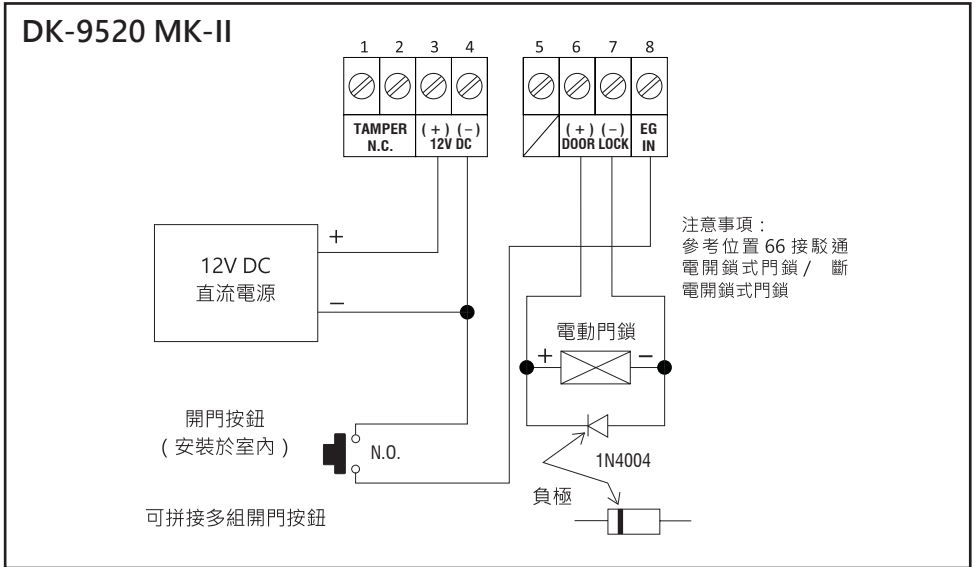 DK-9520 MK-II
1 2 3 4 5 6 7 8
TAMPER
N.C.
( + ) ( − )
12V DC
( + ) ( − )
DOOR LOCK
EG
IN
+
12V DC
直流電源
−
注意事項：
參考位置 66 接駁通
電開鎖式門鎖 / 斷
電開鎖式門鎖
電動門鎖
+ −
開門按鈕
（安裝於室內）
N.O.
1N4004
負極
可拼接多組開門按鈕